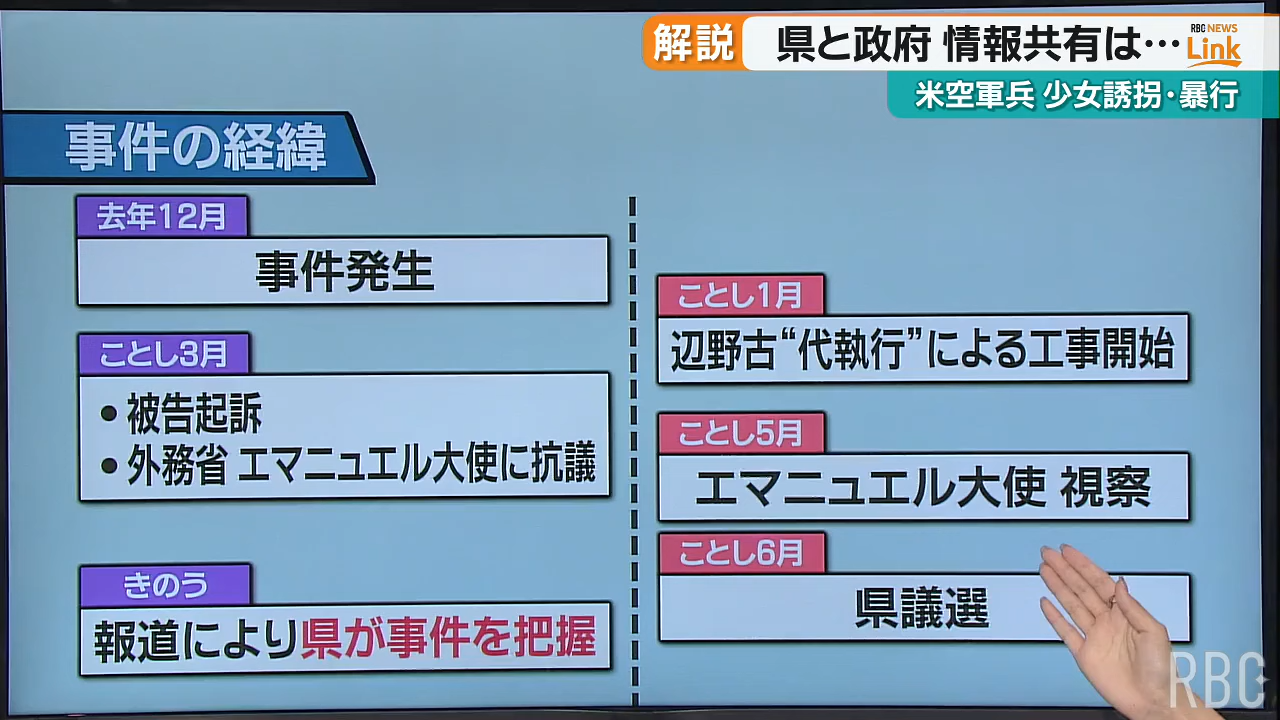 解説
県と政府 情報共有は…
RBC NEWS
Link
米空軍兵 少女誘拐・暴行
事件の経緯
去年12月
事件発生
ことし3月
• 被告起訴
• 外務省 エマニュエル大使に抗議
きのう
報道により県が事件を把握
ことし1月
辺野古“代執行”による工事開始
ことし5月
エマニュエル大使 視察
ことし6月
県議選
RBC